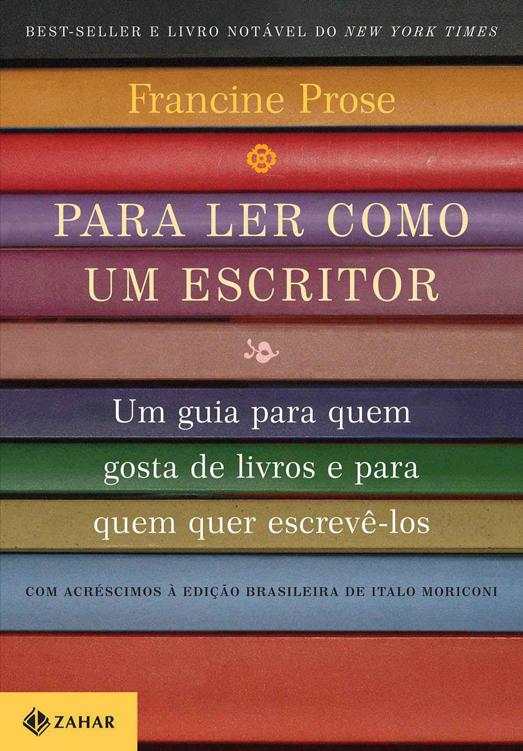 BEST-SELLER E LIVRO NOTÁVEL DO NEW YORK TIMES
Francine Prose
PARA LER COMO
UM ESCRITOR
Um guia para quem
gosta de livros e para
quem quer escrevê-los
COM ACRÉSCIMOS À EDIÇÃO BRASILEIRA DE ITALO MORICONI
ZAHAR